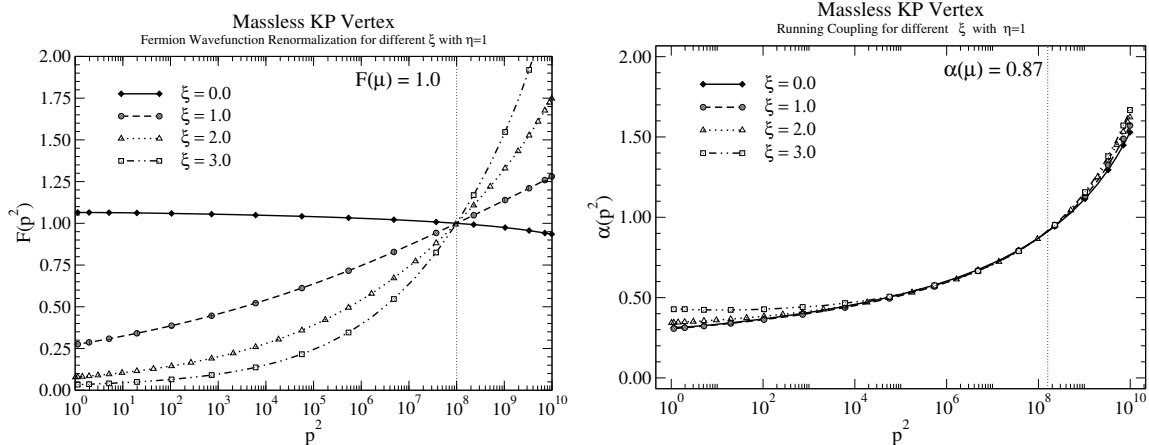 Massless KP Vertex
Fermion Wavefunction Renormalization for different ξ with η=1
2.00
1.75
1.50
1.25
1.00
0.75
0.50
0.25
0.00
F(p²)
F(μ) = 1.0
ξ = 0.0
ξ = 1.0
ξ = 2.0
ξ = 3.0
10⁰ 10¹ 10² 10³ 10⁴ 10⁵ 10⁶ 10⁷ 10⁸ 10⁹ 10¹⁰
p²
Massless KP Vertex
Running Coupling for different ξ with η=1
2.00
1.50
1.00
0.50
0.00
α(p²)
α(μ) = 0.87
ξ = 0.0
ξ = 1.0
ξ = 2.0
ξ = 3.0
10⁰ 10² 10⁴ 10⁶ 10⁸ 10¹⁰
p²